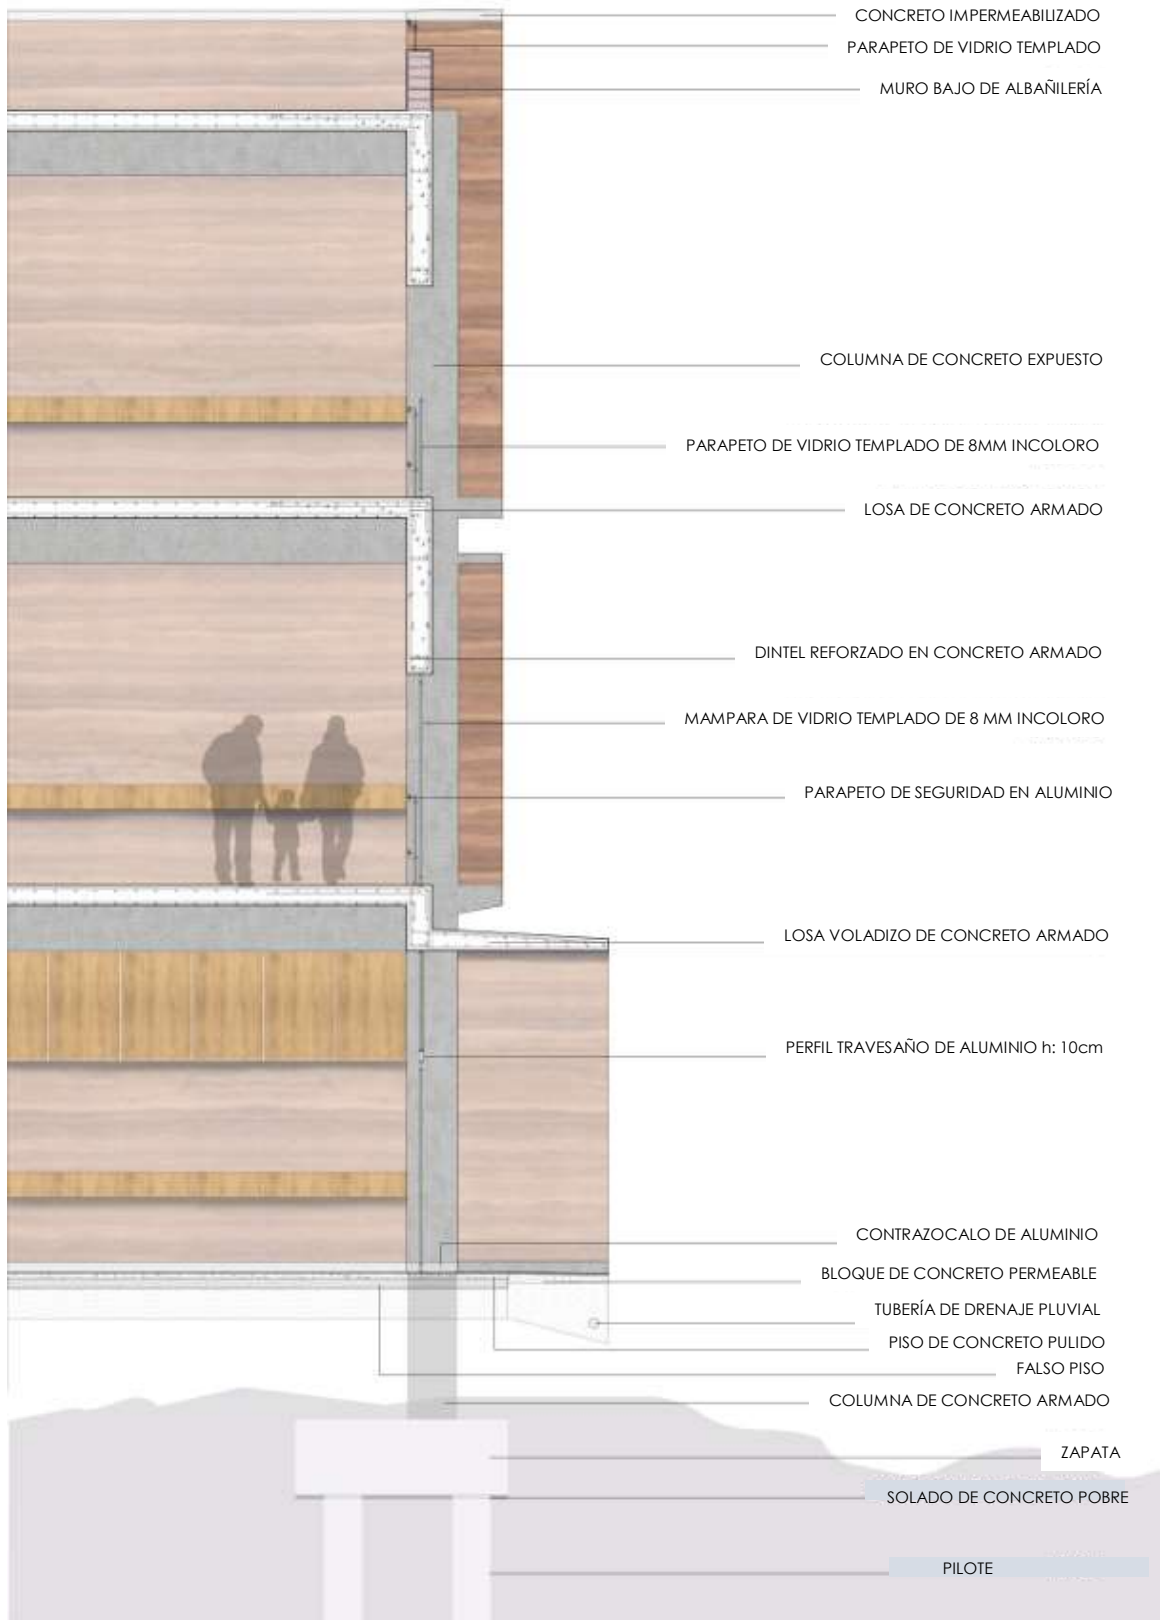 CONCRETO IMPERMEABILIZADO
PARAPETO DE VIDRIO TEMPLADO
MURO BAJO DE ALBAÑILERÍA
COLUMNA DE CONCRETO EXPUESTO
PARAPETO DE VIDRIO TEMPLADO DE 8MM INCOLORO
LOSA DE CONCRETO ARMADO
DINTEL REFORZADO EN CONCRETO ARMADO
MAMPARA DE VIDRIO TEMPLADO DE 8 MM INCOLORO
PARAPETO DE SEGURIDAD EN ALUMINIO
LOSA VOLADIZO DE CONCRETO ARMADO
PERFIL TRAVESAÑO DE ALUMINIO h: 10cm
CONTRAZOCALO DE ALUMINIO
BLOQUE DE CONCRETO PERMEABLE
TUBERÍA DE DRENAJE PLUVIAL
PISO DE CONCRETO PULIDO
FALSO PISO
COLUMNA DE CONCRETO ARMADO
ZAPATA
SOLADO DE CONCRETO POBRE
PILOTE